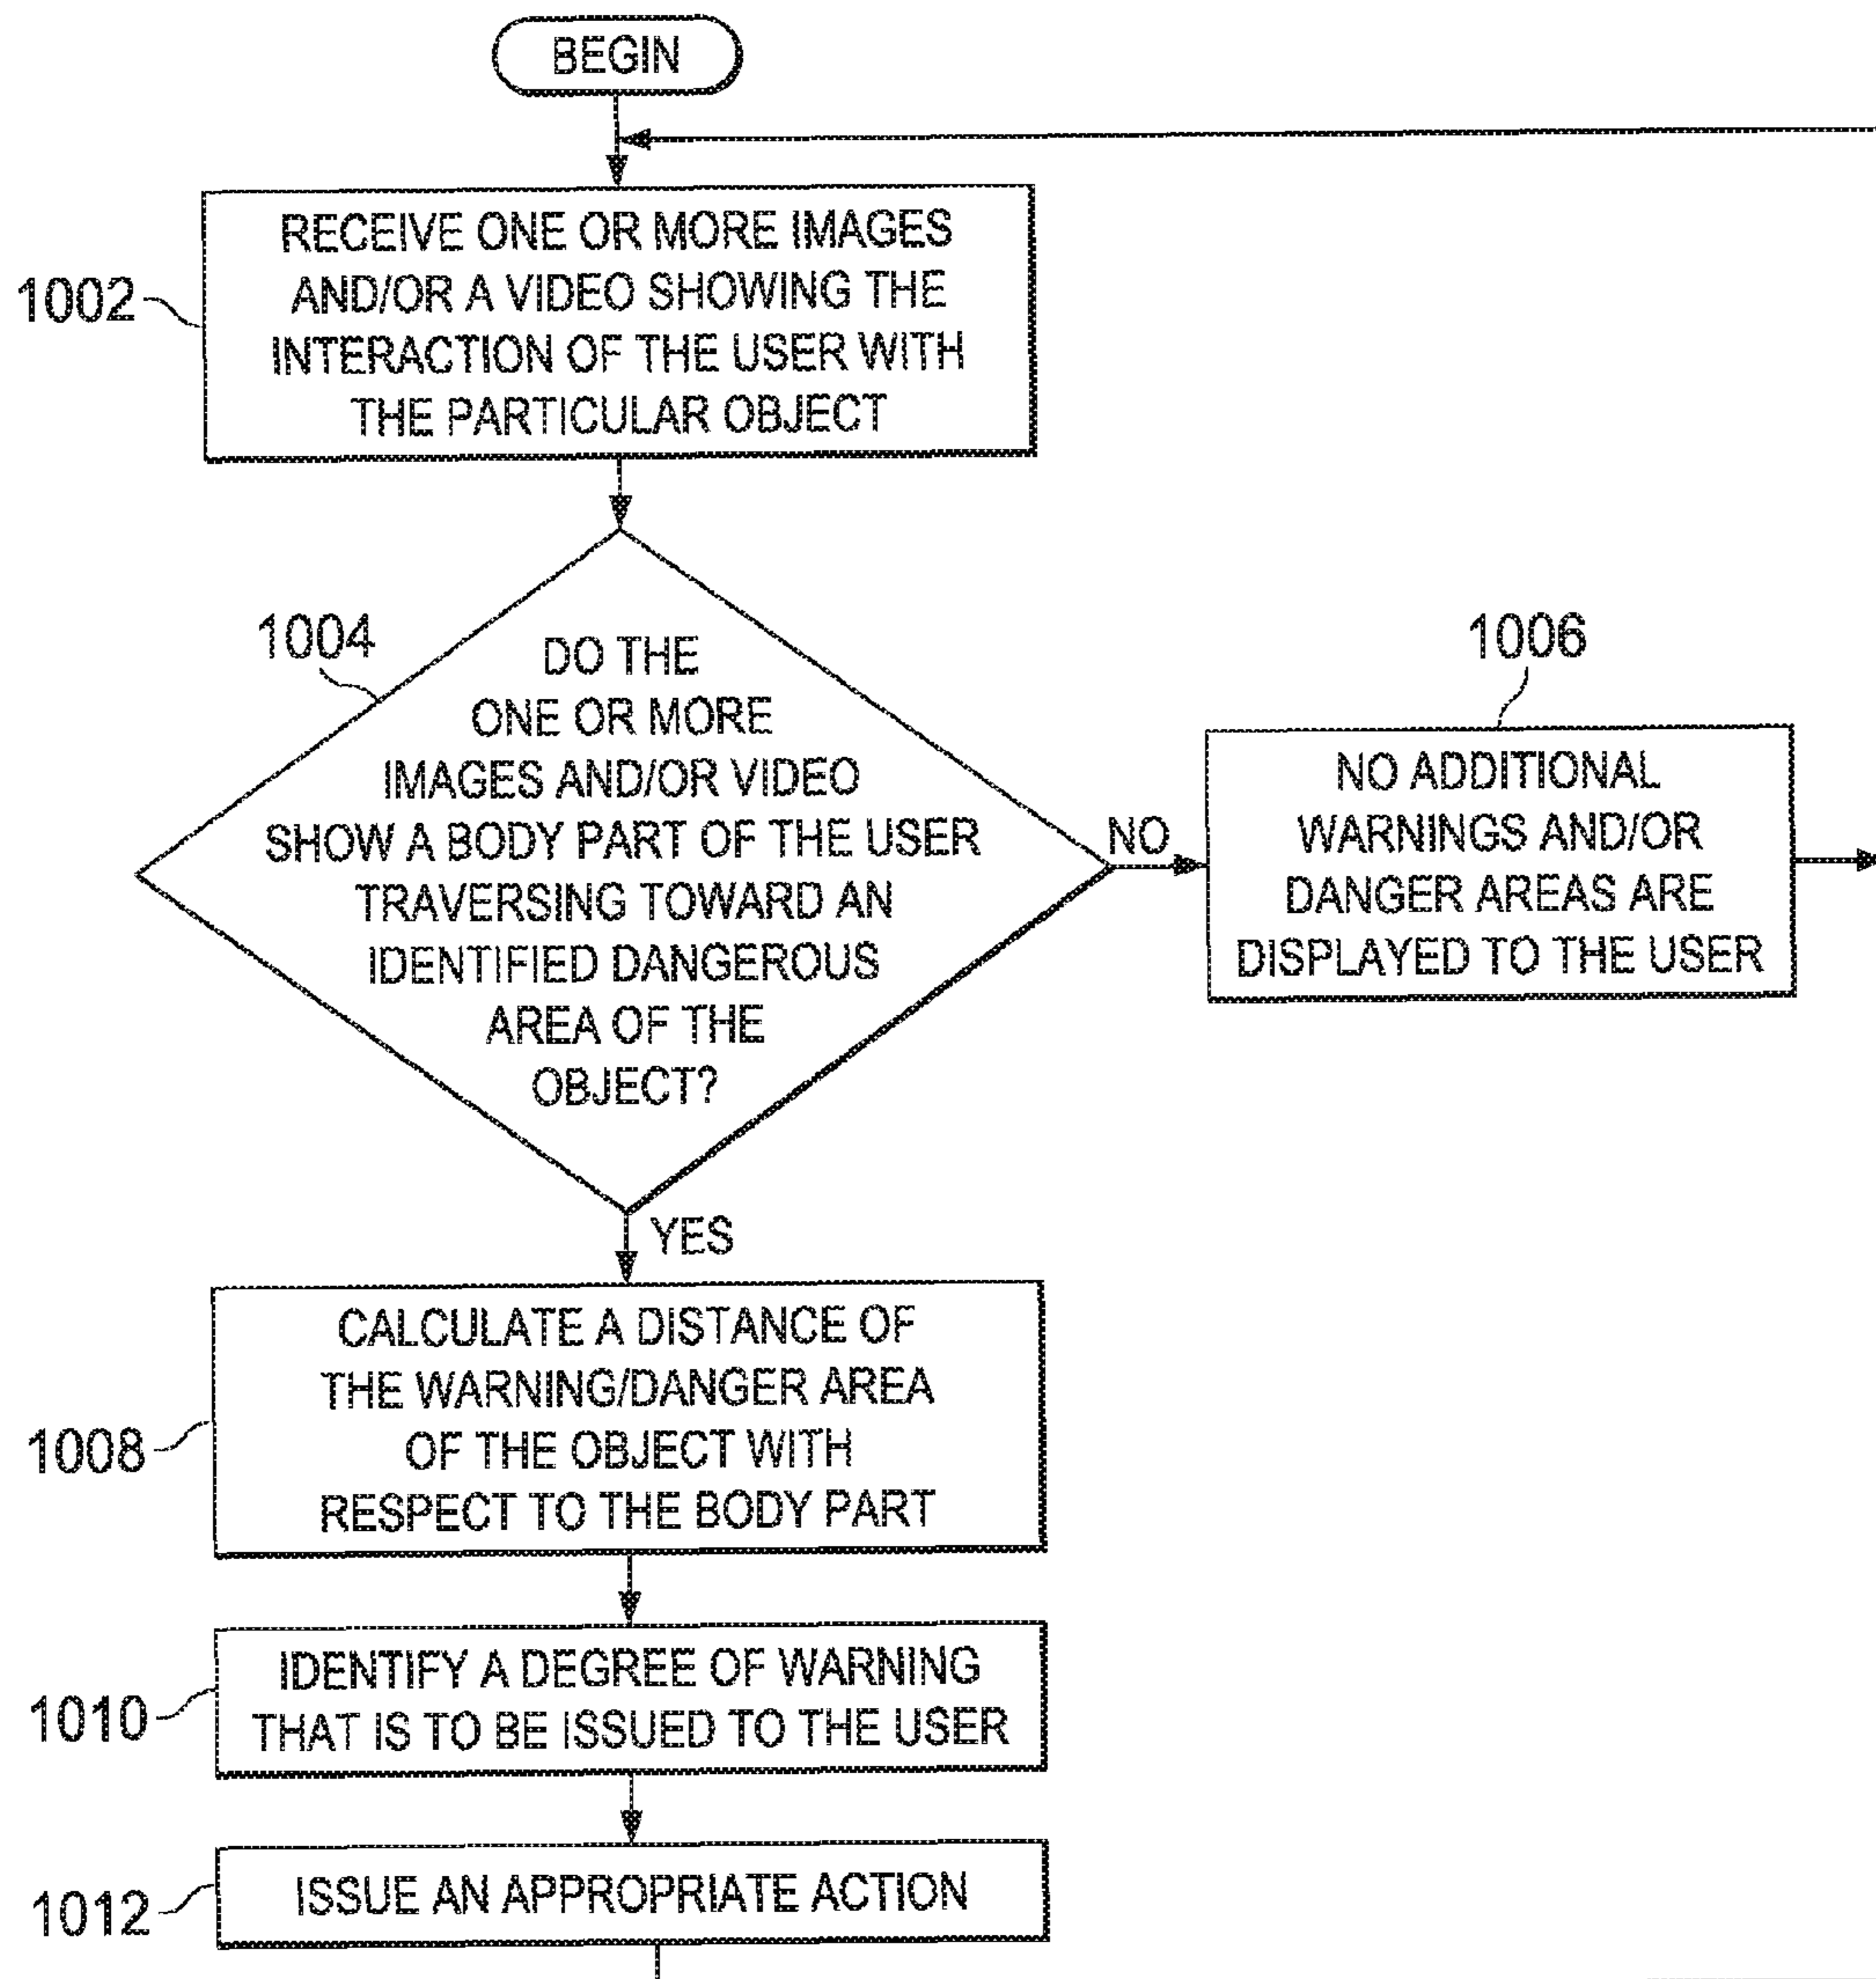 BEGIN
1002
RECEIVE ONE OR MORE IMAGES
AND/OR A VIDEO SHOWING THE
INTERACTION OF THE USER WITH
THE PARTICULAR OBJECT
1004
DO THE
ONE OR MORE
IMAGES AND/OR VIDEO
SHOW A BODY PART OF THE USER
TRAVERSING TOWARD AN
IDENTIFIED DANGEROUS
AREA OF THE
OBJECT?
NO
1006
NO ADDITIONAL
WARNINGS AND/OR
DANGER AREAS ARE
DISPLAYED TO THE USER
YES
1008
CALCULATE A DISTANCE OF
THE WARNING/DANGER AREA
OF THE OBJECT WITH
RESPECT TO THE BODY PART
1010
IDENTIFY A DEGREE OF WARNING
THAT IS TO BE ISSUED TO THE USER
1012
ISSUE AN APPROPRIATE ACTION